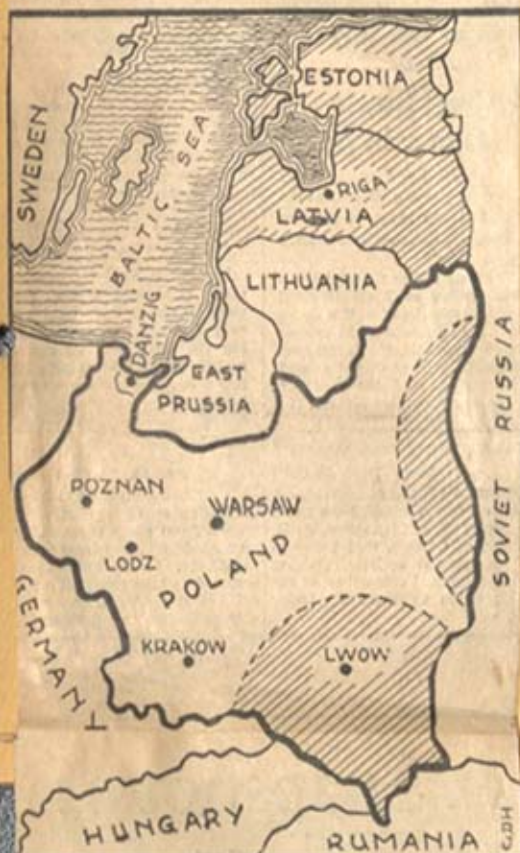 ESTONIA
SWEDEN
BALTIC SEA
RIGA
LATVIA
LITHUANIA
DANZIG
EAST
PRUSSIA
SOVIET RUSSIA
POZNAN
WARSAW
LODZ
POLAND
GERMANY
KRAKOW
LWOW
HUNGARY
RUMANIA